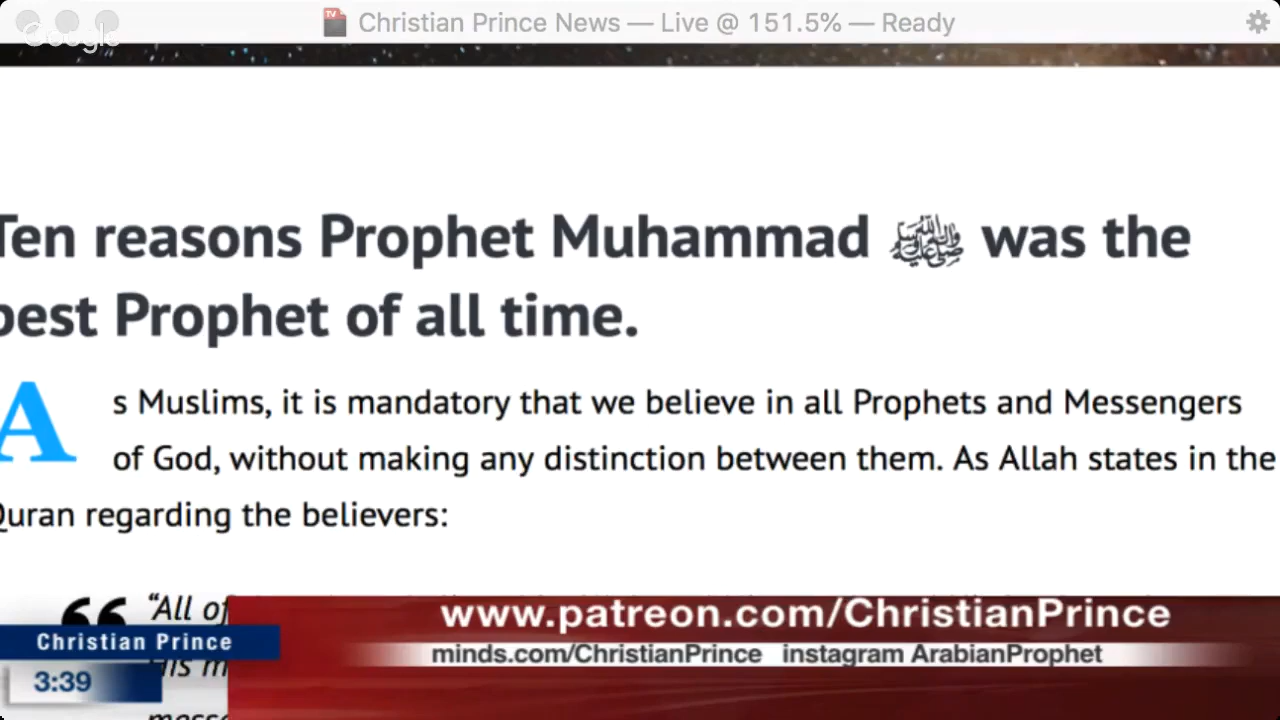 Christian Prince News — Live @ 151.5% — Ready
Google
Ten reasons Prophet Muhammad ﷺ was the
best Prophet of all time.
As Muslims, it is mandatory that we believe in all Prophets and Messengers
of God, without making any distinction between them. As Allah states in the
Quran regarding the believers:
“All of
www.patreon.com/ChristianPrince
Christian Prince
minds.com/ChristianPrince instagram ArabianProphet
His m
3:39